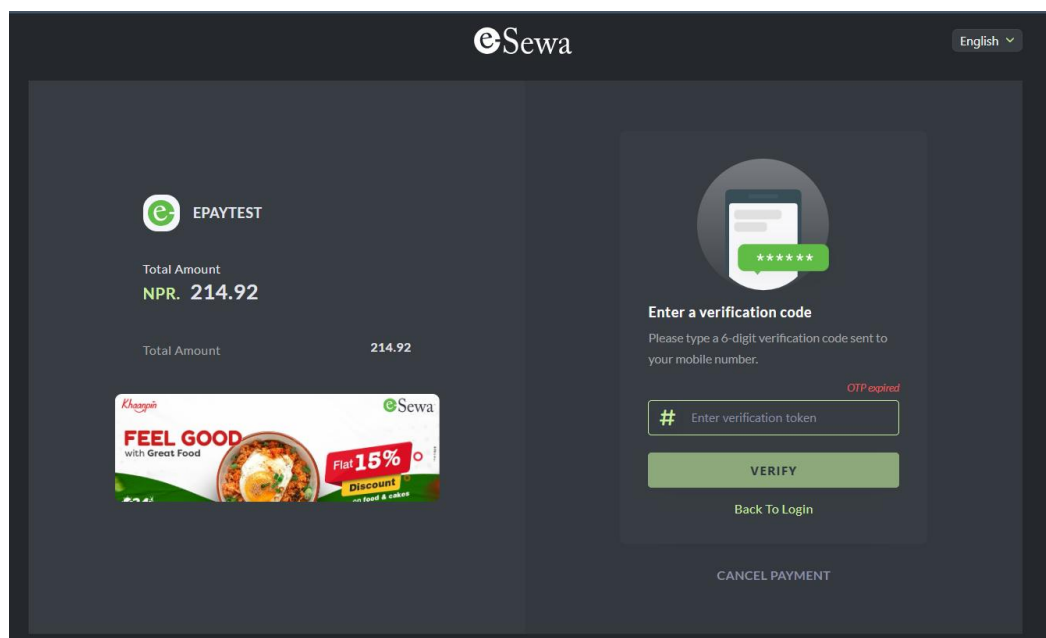 eSewa
English
e
EPAYTEST
Total Amount
NPR. 214.92
Total Amount 214.92
Khaanpin
eSewa
FEEL GOOD
with Great Food
Flat 15%
Discount
on food & cakes
******
Enter a verification code
Please type a 6-digit verification code sent to
your mobile number.
OTP expired
# Enter verification token
VERIFY
Back To Login
CANCEL PAYMENT